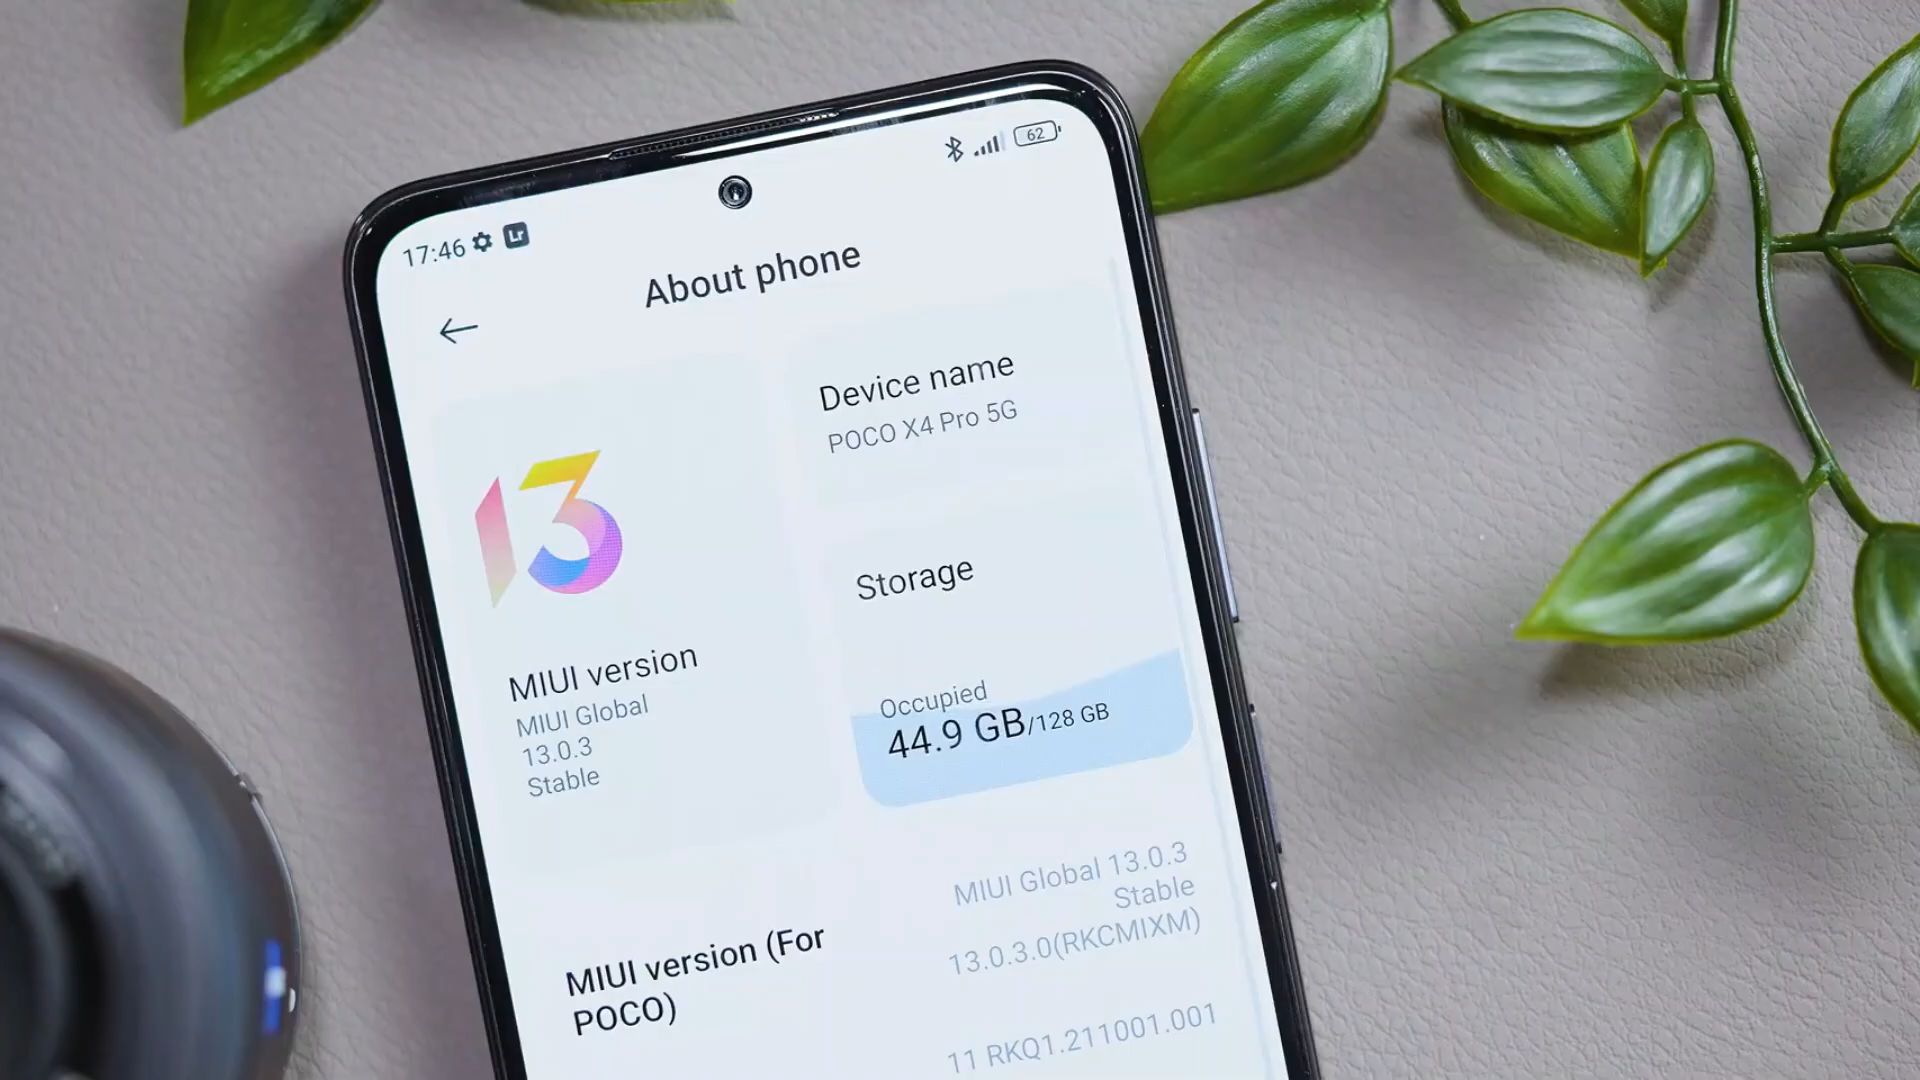 17:46
Lr
62
About phone
13
MIUI version
MIUI Global
13.0.3
Stable
Device name
POCO X4 Pro 5G
Storage
Occupied
44.9 GB/128 GB
MIUI version (For
POCO)
MIUI Global 13.0.3
Stable
13.0.3.0(RKCMIXM)
11 RKQ1.211001.001